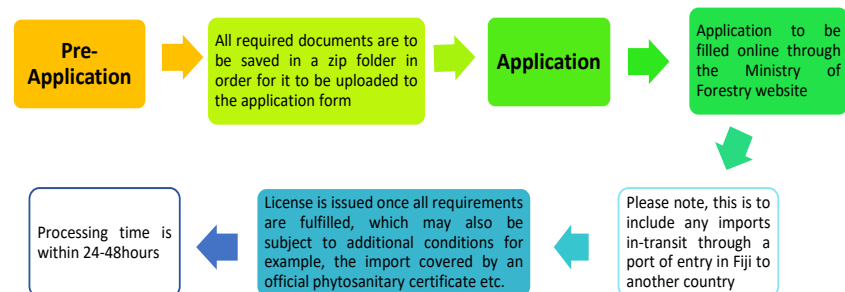 Pre-
Application
All required documents are to
be saved in a zip folder in
order for it to be uploaded to
the application form
Application
Application to be
filled online through
the Ministry of
Forestry website
Please note, this is to
include any imports
in-transit through a
port of entry in Fiji to
another country
License is issued once all requirements
are fulfilled, which may also be
subject to additional conditions for
example, the import covered by an
official phytosanitary certificate etc.
Processing time is
within 24-48hours